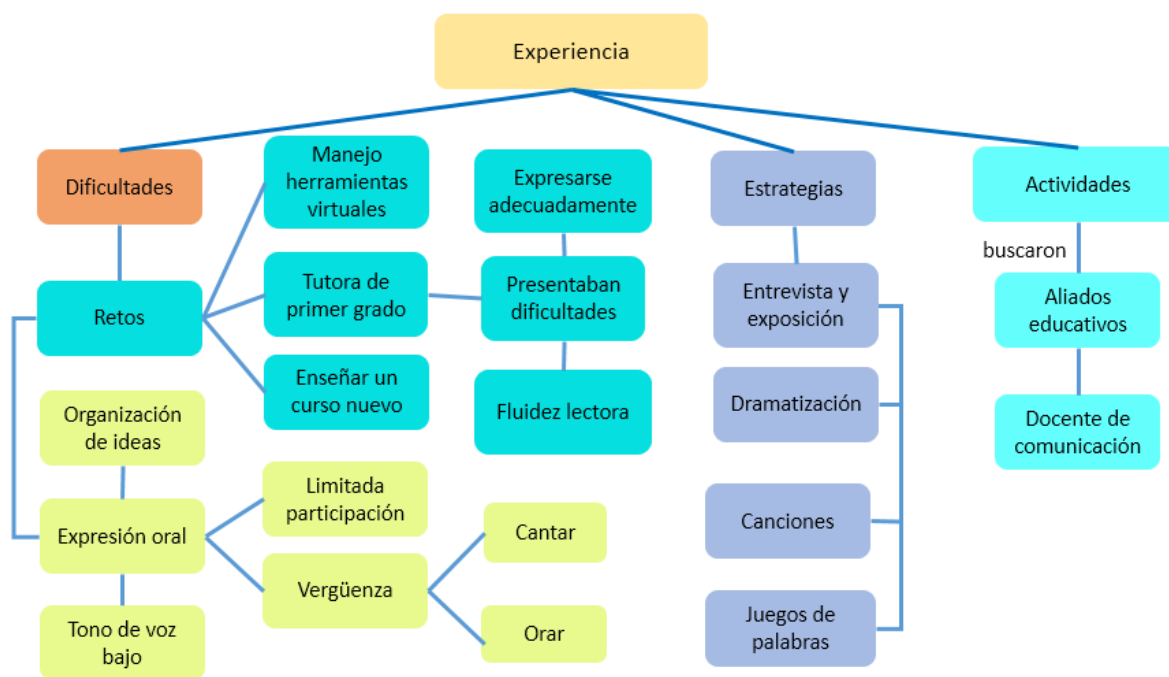 Experiencia
Dificultades
Retos
Manejo
herramientas
virtuales
Tutora de
primer grado
Enseñar un
curso nuevo
Expresarse
adecuadamente
Presentaban
dificultades
Fluidez lectora
Organización
de ideas
Expresión oral
Tono de voz
bajo
Limitada
participación
Vergüenza
Cantar
Orar
Estrategias
Entrevista y
exposición
Dramatización
Canciones
Juegos de
palabras
Actividades
buscaron
Aliados
educativos
Docente de
comunicación